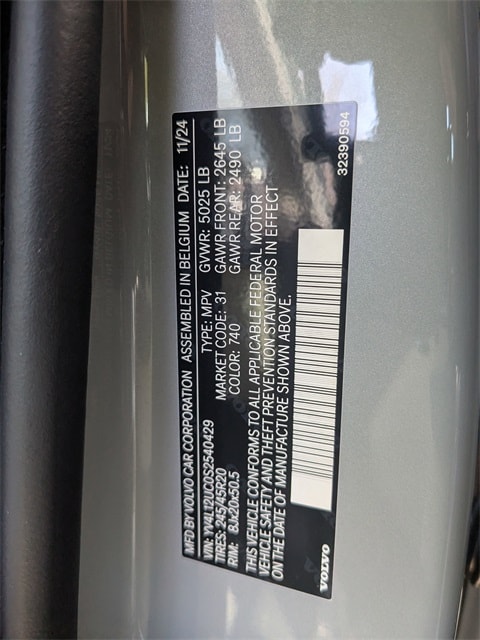 MFD BY VOLVO CAR CORPORATION ASSEMBLED IN BELGIUM DATE: 11/24
VIN: YV4L12UC0S2540429 TYPE: MPV GVWR: 5025 LB
TIRES: 245/45R20 MARKET CODE: 31 GAWR FRONT: 2645 LB
RIM: 8Jx20x50.5 COLOR: 740 GAWR REAR: 2490 LB
THIS VEHICLE CONFORMS TO ALL APPLICABLE FEDERAL MOTOR
VEHICLE SAFETY AND THEFT PREVENTION STANDARDS IN EFFECT
ON THE DATE OF MANUFACTURE SHOWN ABOVE.
VOLVO 32390594